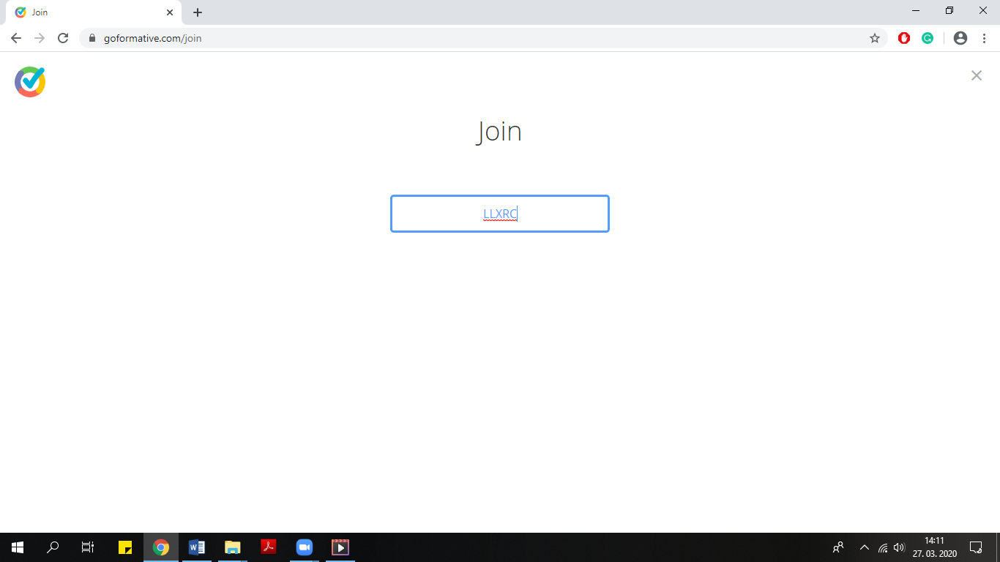 Join
goformative.com/join
Join
LLXRC
14:11
27. 03. 2020